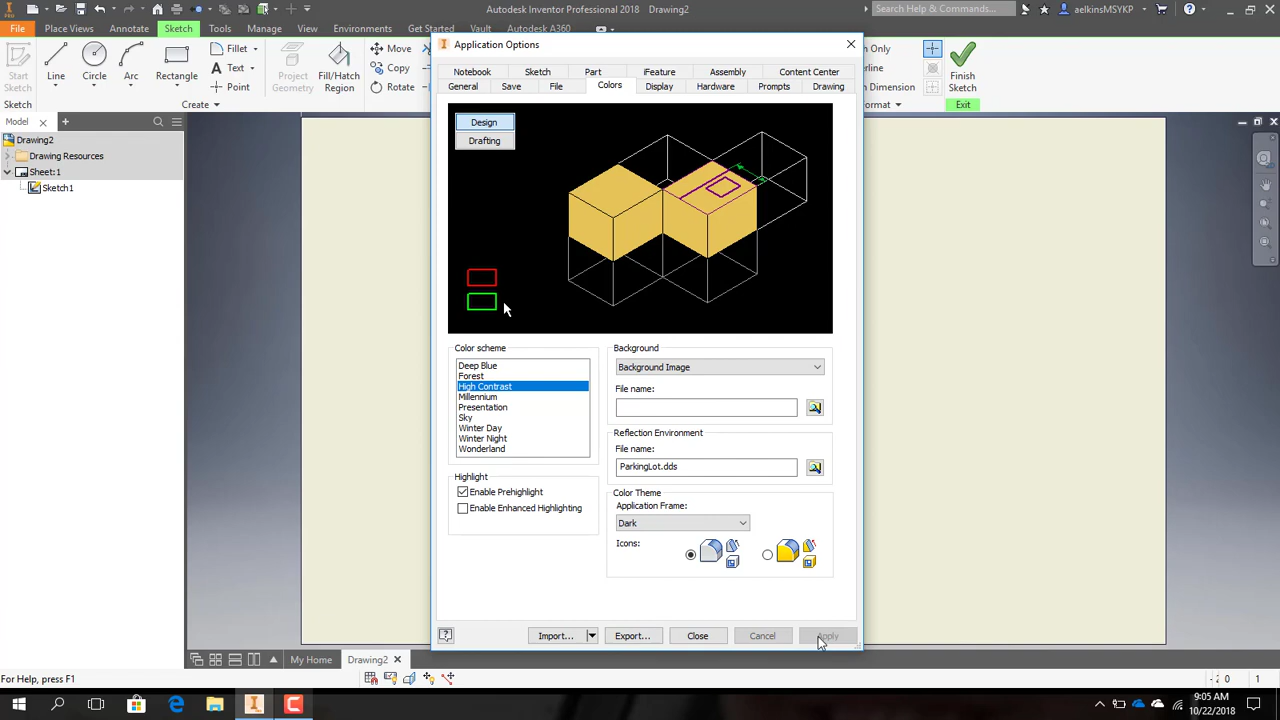 Autodesk Inventor Professional 2018   Drawing2
Search Help & Commands...
aelkinsMSYKP
File
Place Views
Annotate
Sketch
Tools
Manage
View
Environments
Get Started
Vault
Autodesk A360
Start
Sketch
Line
Circle
Arc
Rectangle
Fillet
Text
Point
Project
Geometry
Fill/Hatch
Region
Move
Copy
Rotate
Finish
Sketch
Sketch
Create
Exit
Model
Drawing2
Drawing Resources
Sheet:1
Sketch1
Application Options
Notebook
Sketch
Part
iFeature
Assembly
Content Center
General
Save
File
Colors
Display
Hardware
Prompts
Drawing
Design
Drafting
Color scheme
Deep Blue
Forest
High Contrast
Millennium
Presentation
Sky
Winter Day
Winter Night
Wonderland
Highlight
Enable Prehighlight
Enable Enhanced Highlighting
Background
Background Image
File name:
Reflection Environment
File name:
ParkingLot.dds
Color Theme
Application Frame:
Dark
Icons:
Import...
Export...
Close
Cancel
Apply
My Home
Drawing2
For Help, press F1
0
1
9:05 AM
10/22/2018